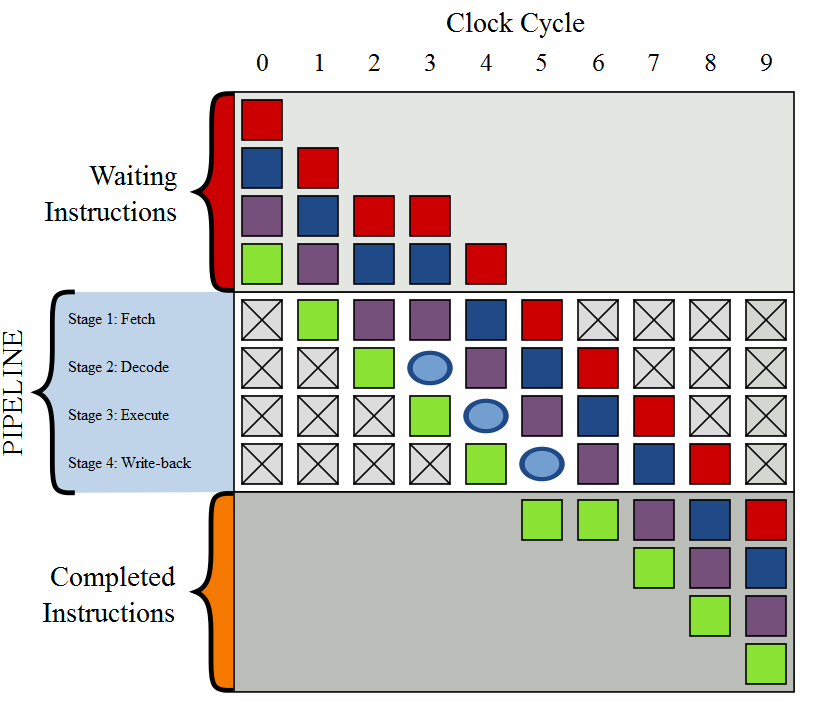 Clock Cycle
0 1 2 3 4 5 6 7 8 9
Waiting
Instructions
PIPELINE
Stage 1: Fetch
Stage 2: Decode
Stage 3: Execute
Stage 4: Write-back
Completed
Instructions